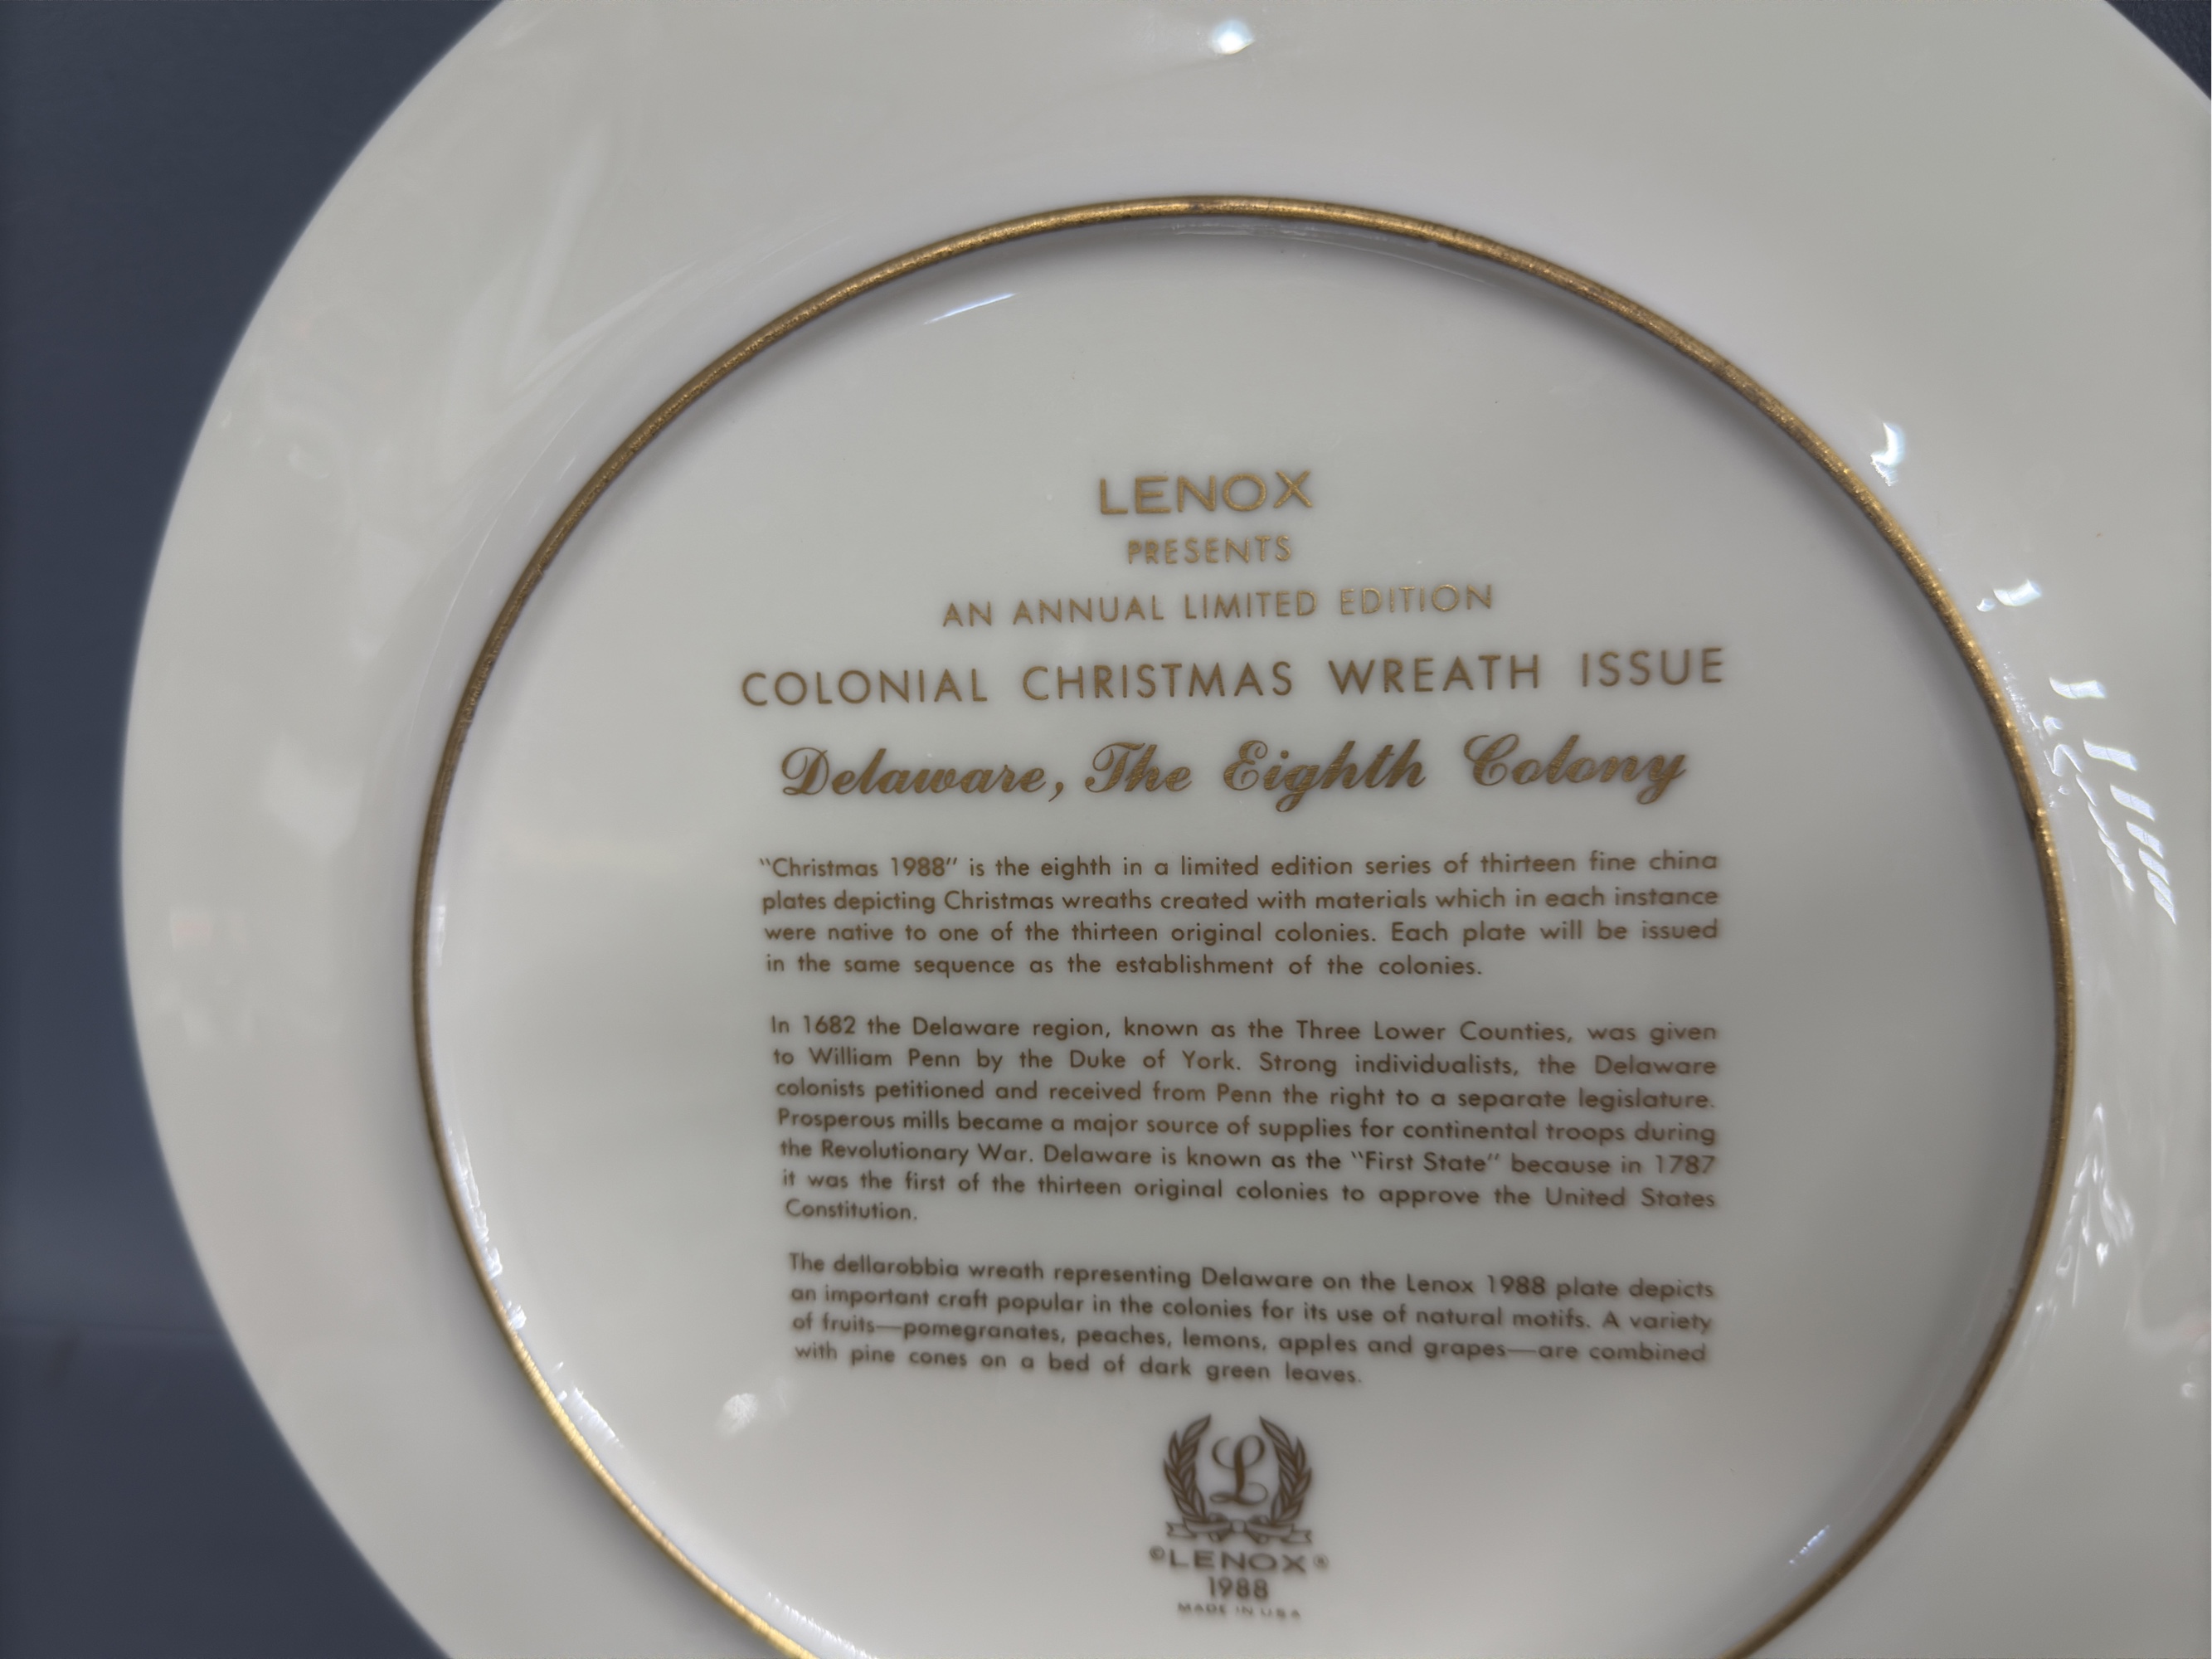 LENOX
PRESENTS
AN ANNUAL LIMITED EDITION
COLONIAL CHRISTMAS WREATH ISSUE
Delaware, The Eighth Colony
"Christmas 1988" is the eighth in a limited edition series of thirteen fine china
plates depicting Christmas wreaths created with materials which in each instance
were native to one of the thirteen original colonies. Each plate will be issued
in the same sequence as the establishment of the colonies.
In 1682 the Delaware region, known as the Three Lower Counties, was given
to William Penn by the Duke of York. Strong individualists, the Delaware
colonists petitioned and received from Penn the right to a separate legislature.
Prosperous mills became a major source of supplies for continental troops during
the Revolutionary War. Delaware is known as the "First State" because in 1787
it was the first of the thirteen original colonies to approve the United States
Constitution.
The dellarobbia wreath representing Delaware on the Lenox 1988 plate depicts
an important craft popular in the colonies for its use of natural motifs. A variety
of fruits—pomegranates, peaches, lemons, apples and grapes—are combined
with pine cones on a bed of dark green leaves.
L
©LENOX®
1988
MADE IN USA